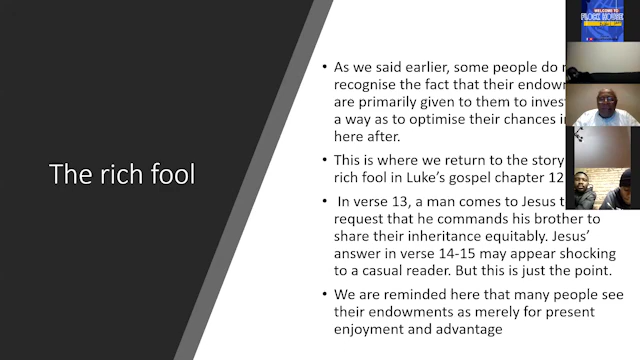 WELCOME TO
FLOCK HOUSE
The rich fool
• As we said earlier, some people do
recognise the fact that their endow
are primarily given to them to inves
a way as to optimise their chances i
here after.
• This is where we return to the story
rich fool in Luke's gospel chapter 12
• In verse 13, a man comes to Jesus t
request that he commands his brother to
share their inheritance equitably. Jesus'
answer in verse 14-15 may appear shocking
to a casual reader. But this is just the point.
• We are reminded here that many people see
their endowments as merely for present
enjoyment and advantage